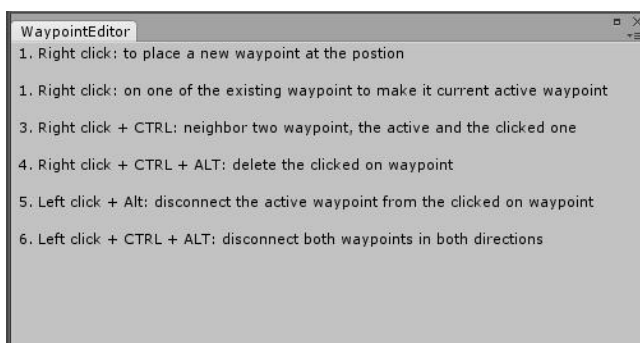 WaypointEditor
1. Right click: to place a new waypoint at the postion
1. Right click: on one of the existing waypoint to make it current active waypoint
3. Right click + CTRL: neighbor two waypoint, the active and the clicked one
4. Right click + CTRL + ALT: delete the clicked on waypoint
5. Left click + Alt: disconnect the active waypoint from the clicked on waypoint
6. Left click + CTRL + ALT: disconnect both waypoints in both directions